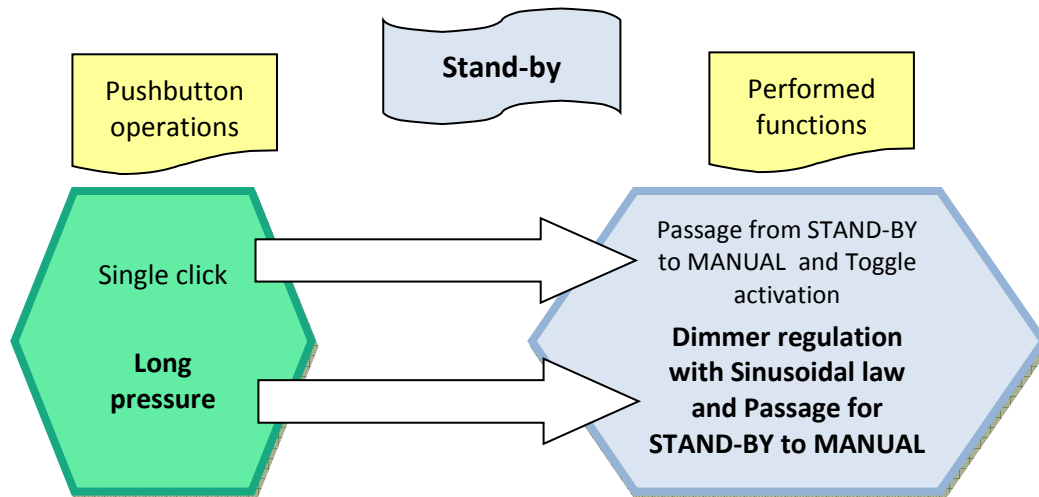 Stand-by
Pushbutton
operations
Performed
functions
Single click
Passage from STAND-BY
to MANUAL and Toggle
activation
Long
pressure
Dimmer regulation
with Sinusoidal law
and Passage for
STAND-BY to MANUAL